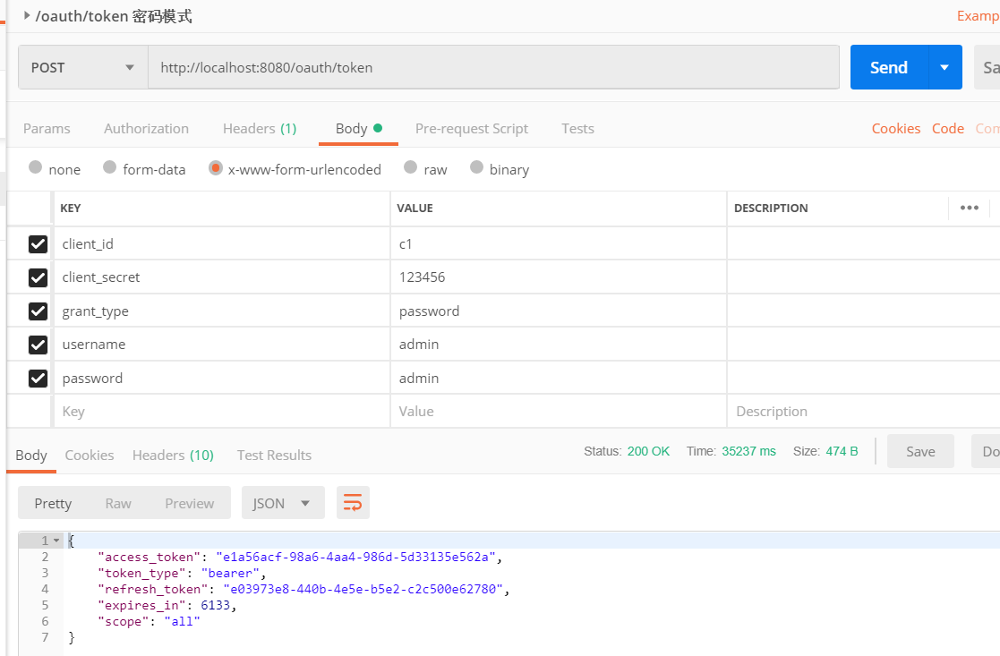 /oauth/token 密码模式
Examp
POST http://localhost:8080/oauth/token Send Sa
Params Authorization Headers (1) Body Pre-request Script Tests Cookies Code Com
none form-data x-www-form-urlencoded raw binary
KEY VALUE DESCRIPTION •••
client_id c1
client_secret 123456
grant_type password
username admin
password admin
Key Value Description
Body Cookies Headers (10) Test Results Status: 200 OK Time: 35237 ms Size: 474 B Save Do
Pretty Raw Preview JSON
1 {
2 "access_token": "e1a56acf-98a6-4aa4-986d-5d33135e562a",
3 "token_type": "bearer",
4 "refresh_token": "e03973e8-440b-4e5e-b5e2-c2c500e62780",
5 "expires_in": 6133,
6 "scope": "all"
7 }